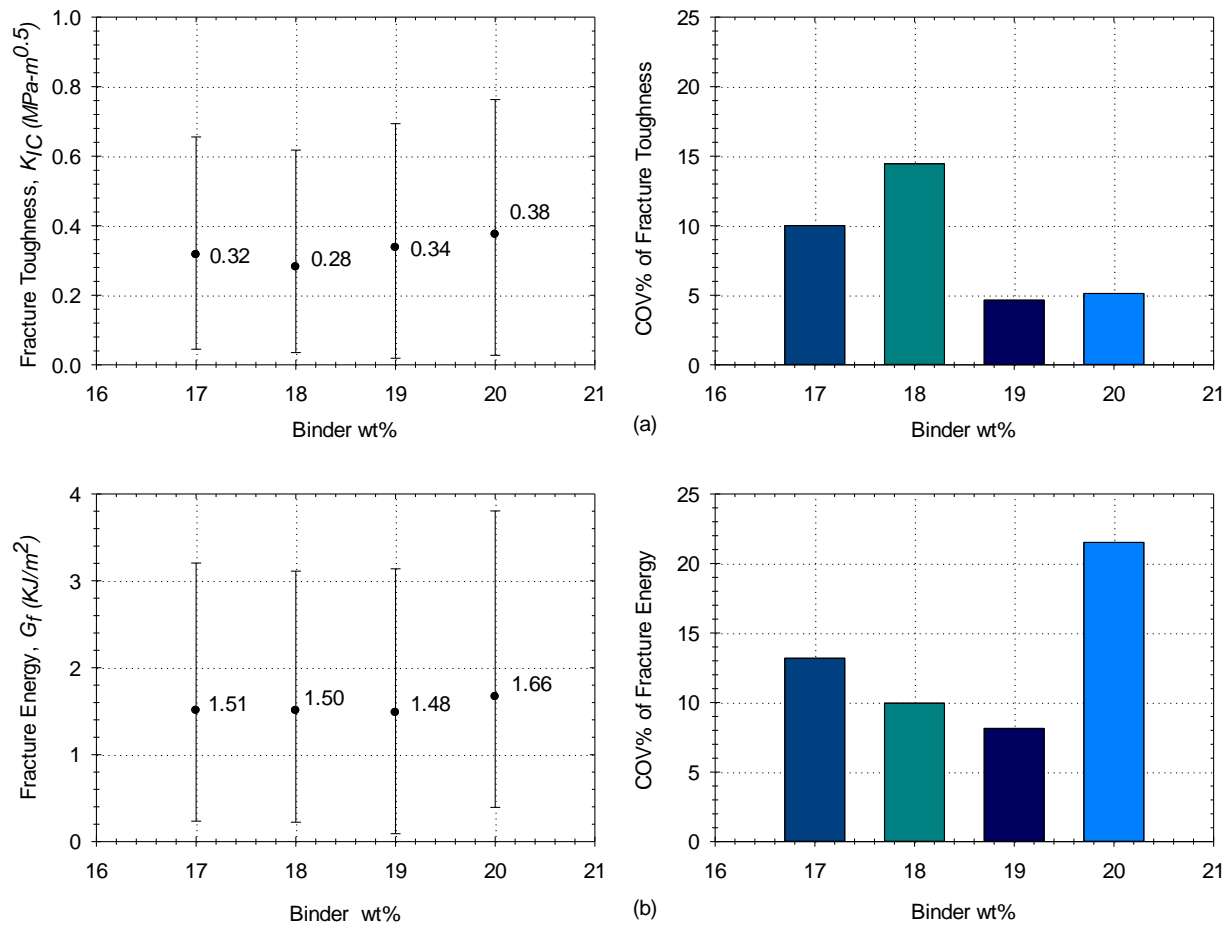 Fracture Toughness, KIC (MPa-m0.5)
1.0
0.8
0.6
0.4
0.2
0.0
0.32
0.28
0.34
0.38
16 17 18 19 20 21
Binder wt%
COV% of Fracture Toughness
25
20
15
10
5
0
16 17 18 19 20 21
Binder wt%
(a)
Fracture Energy, Gf (KJ/m2)
4
3
2
1
0
1.51
1.50
1.48
1.66
16 17 18 19 20 21
Binder wt%
COV% of Fracture Energy
25
20
15
10
5
0
16 17 18 19 20 21
Binder wt%
(b)